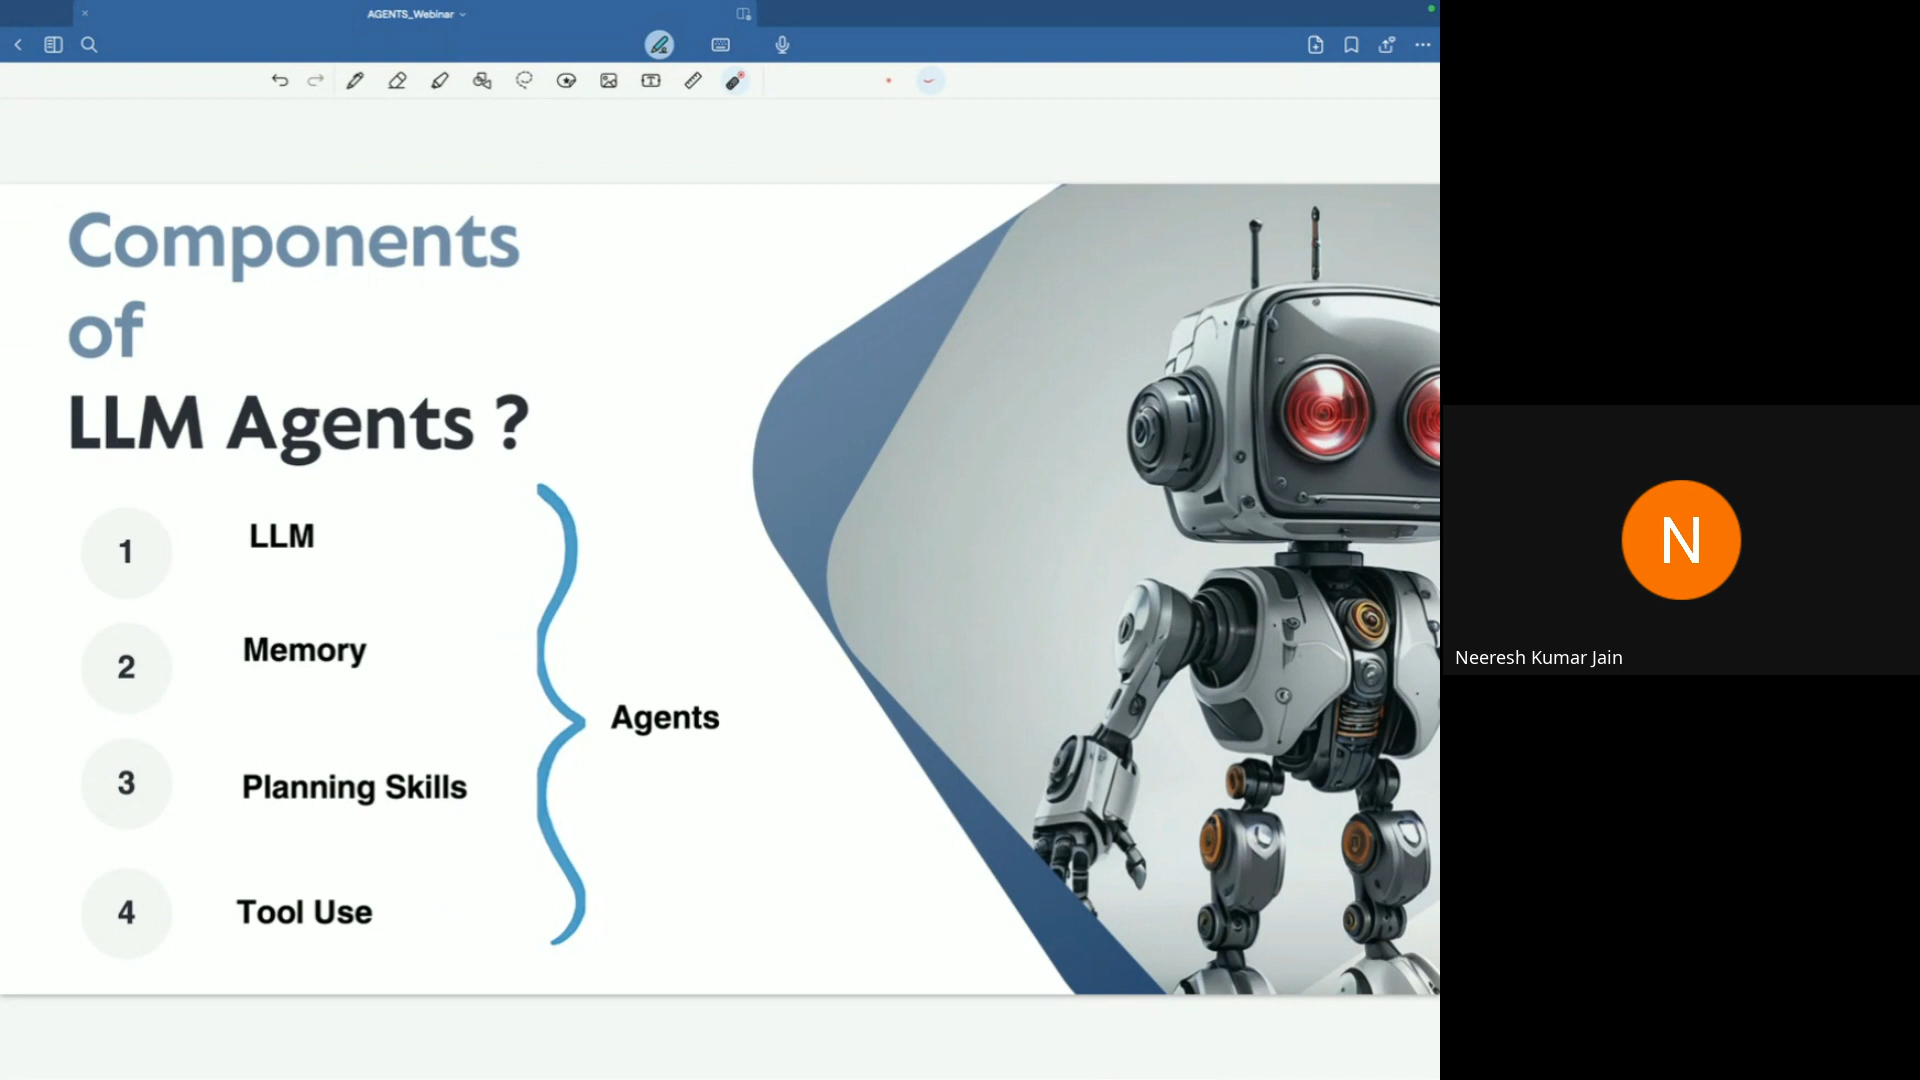 AGENTS_Webinar
Components
of
LLM Agents ?
1 LLM
2 Memory
3 Planning Skills
4 Tool Use
Agents
N
Neeresh Kumar Jain